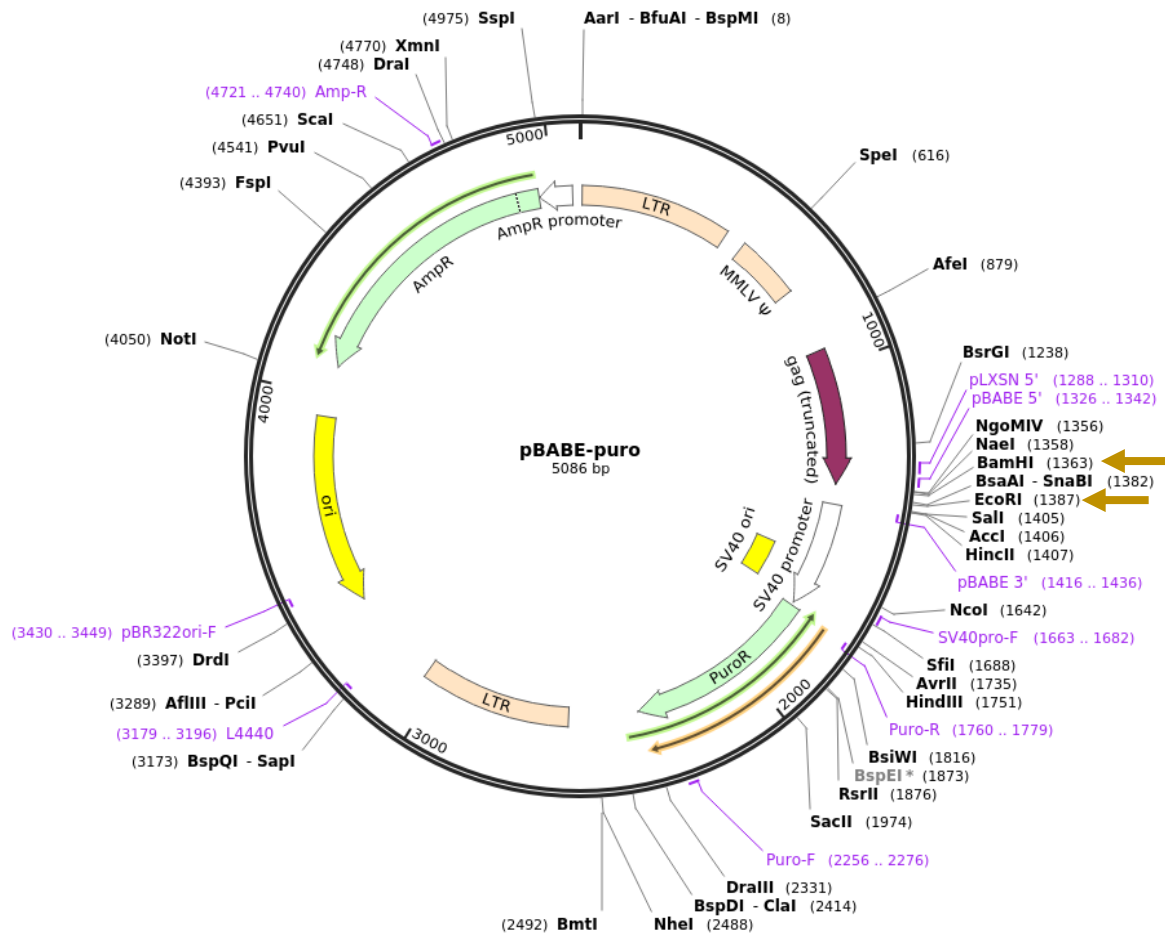 (4975) SspI
AarI - BfuAI - BspMI (8)
(4770) XmnI
(4748) DraI
(4721 .. 4740) Amp-R
(4651) ScaI
(4541) PvuI
(4393) FspI
5000
SpeI (616)
LTR
AmpR promoter
AmpR
MMLV Ψ
AfeI (879)
1000
(4050) NotI
4000
BsrGI (1238)
pLXSN 5' (1288 .. 1310)
pBABE 5' (1326 .. 1342)
NgoMIV (1356)
NaeI (1358)
BamHI (1363)
BsaAI - SnaBI (1382)
EcoRI (1387)
SalI (1405)
AccI (1406)
HincII (1407)
pBABE 3' (1416 .. 1436)
gag (truncated)
pBABE-puro
5086 bp
ori
SV40 ori
SV40 promoter
NcoI (1642)
SV40pro-F (1663 .. 1682)
SfiI (1688)
AvrII (1735)
HindIII (1751)
Puro-R (1760 .. 1779)
BsiWI (1816)
BspEI * (1873)
RsrII (1876)
SacII (1974)
2000
PuroR
(3430 .. 3449) pBR322ori-F
(3397) DrdI
(3289) AflIII - PciI
(3179 .. 3196) L4440
(3173) BspQI - SapI
LTR
3000
Puro-F (2256 .. 2276)
DraIII (2331)
BspDI - ClaI (2414)
NheI (2488)
(2492) BmtI